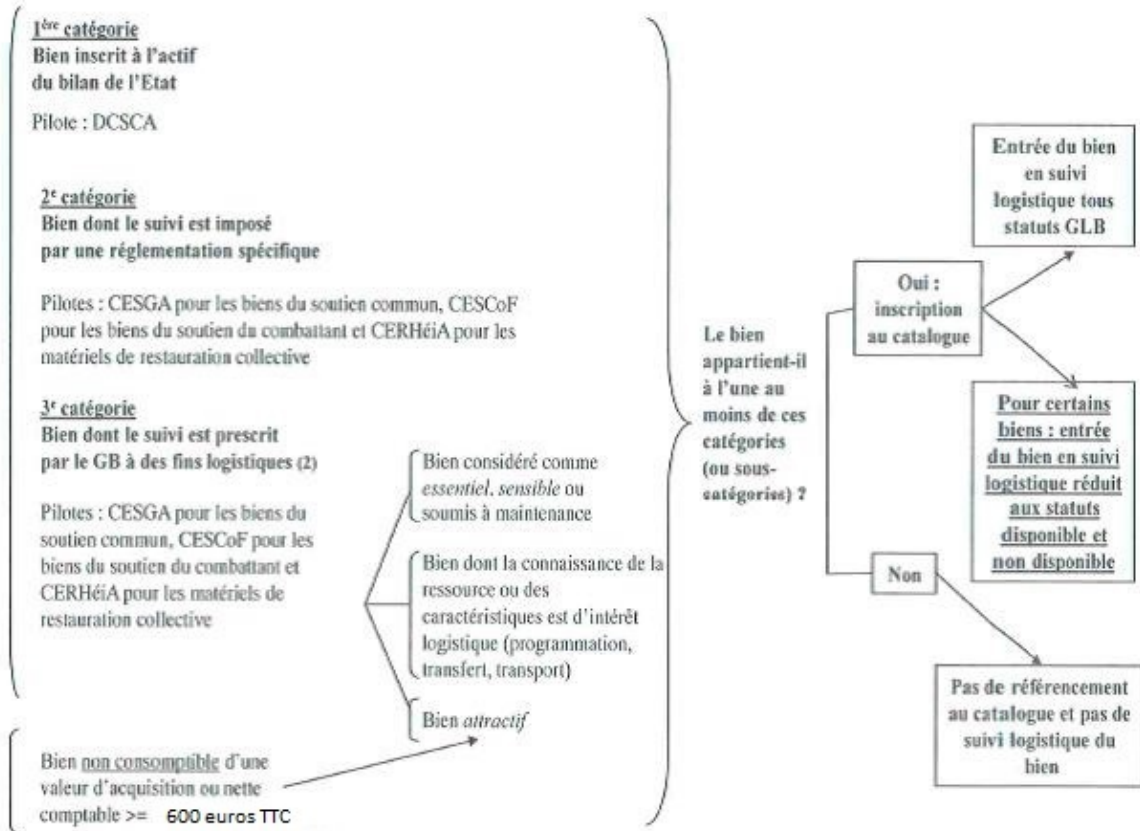 1ère catégorie
Bien inscrit à l'actif
du bilan de l'Etat
Pilote : DCSCA
2e catégorie
Bien dont le suivi est imposé
par une réglementation spécifique
Pilotes : CESGA pour les biens du soutien commun, CESCoF
pour les biens du soutien du combattant et CERHéiA pour les
matériels de restauration collective
3e catégorie
Bien dont le suivi est prescrit
par le GB à des fins logistiques (2)
Pilotes : CESGA pour les biens du
soutien commun, CESCoF pour les
biens du soutien du combattant et
CERHéiA pour les matériels de
restauration collective
Bien considéré comme
essentiel, sensible ou
soumis à maintenance
Bien dont la connaissance de la
ressource ou des
caractéristiques est d'intérêt
logistique (programmation,
transfert, transport)
Bien attractif
Bien non consomptible d'une
valeur d'acquisition ou nette
comptable >= 600 euros TTC
Le bien
appartient-il
à l'une au
moins de ces
catégories
(ou sous-
catégories) ?
Oui :
inscription
au catalogue
Entrée du bien
en suivi
logistique tous
statuts GLB
Pour certains
biens : entrée
du bien en suivi
logistique réduit
aux statuts
disponible et
non disponible
Non
Pas de référencement
au catalogue et pas de
suivi logistique du
bien